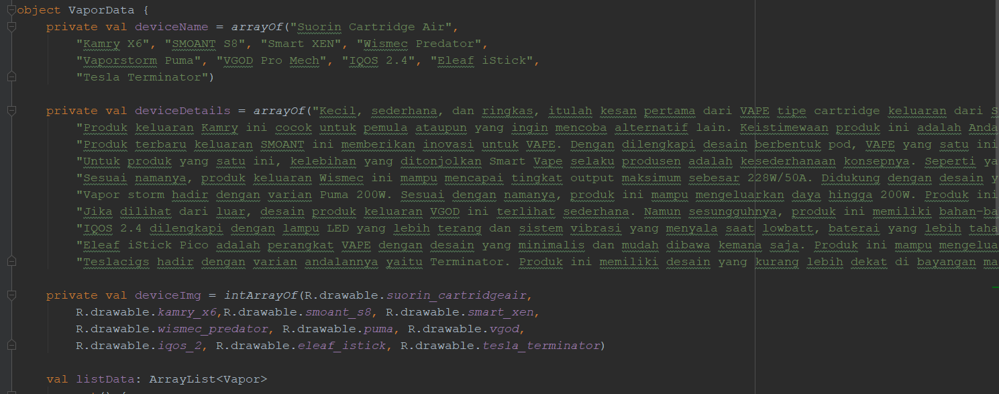 object VaporData {
private val deviceName = arrayOf("Suorin Cartridge Air",
"Kamry X6", "SMOANT S8", "Smart XEN", "Wismec Predator",
"Vaporstorm Puma", "VGOD Pro Mech", "IQOS 2.4", "Eleaf iStick",
"Tesla Terminator")
private val deviceDetails = arrayOf("Kecil, sederhana, dan ringkas, itulah kesan pertama dari VAPE tipe cartridge keluaran dari S
"Produk keluaran Kamry ini cocok untuk pemula ataupun yang ingin mencoba alternatif lain. Keistimewaan produk ini adalah Anda
"Produk terbaru keluaran SMOANT ini memberikan inovasi untuk VAPE. Dengan dilengkapi desain berbentuk pod, VAPE yang satu ini
"Untuk produk yang satu ini, kelebihan yang ditonjolkan Smart Vape selaku produsen adalah kesederhanaan konsepnya. Seperti ya
"Sesuai namanya, produk keluaran Wismec ini mampu mencapai tingkat output maksimum sebesar 228W/50A. Didukung dengan desain y
"Vapor storm hadir dengan varian Puma 200W. Sesuai dengan namanya, produk ini mampu mengeluarkan daya hingga 200W. Produk ini
"Jika dilihat dari luar, desain produk keluaran VGOD ini terlihat sederhana. Namun sesungguhnya, produk ini memiliki bahan-ba
"IQOS 2.4 dilengkapi dengan lampu LED yang lebih terang dan sistem vibrasi yang menyala saat lowbatt, baterai yang lebih taha
"Eleaf iStick Pico adalah perangkat VAPE dengan desain yang minimalis dan mudah dibawa kemana saja. Produk ini mampu mengelua
"Teslacigs hadir dengan varian andalannya yaitu Terminator. Produk ini memiliki desain yang kurang lebih dekat di bayangan ma
private val deviceImg = intArrayOf(R.drawable.suorin_cartridgeair,
R.drawable.kamry_x6,R.drawable.smoant_s8, R.drawable.smart_xen,
R.drawable.wismec_predator, R.drawable.puma, R.drawable.vgod,
R.drawable.iqos_2, R.drawable.eleaf_istick, R.drawable.tesla_terminator)
val listData: ArrayList<Vapor>